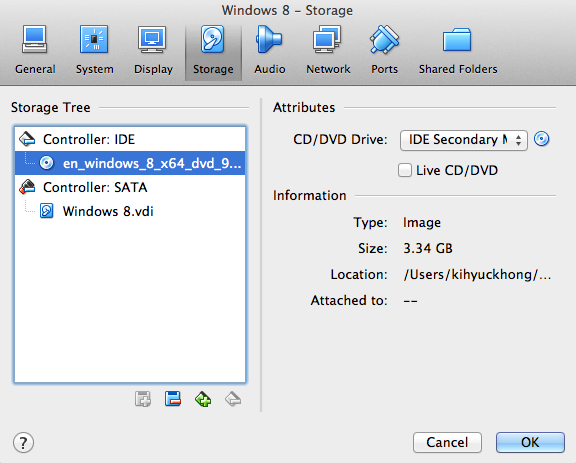 Windows 8 – Storage
General System Display Storage Audio Network Ports Shared Folders
Storage Tree
Controller: IDE
en_windows_8_x64_dvd_9...
Controller: SATA
Windows 8.vdi
Attributes
CD/DVD Drive: IDE Secondary M
Live CD/DVD
Information
Type: Image
Size: 3.34 GB
Location: /Users/kihyuckhong/...
Attached to: --
?
Cancel OK